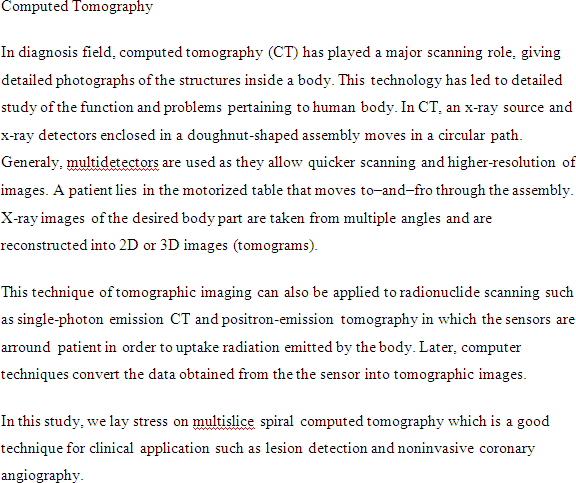 Computed Tomography
In diagnosis field, computed tomography (CT) has played a major scanning role, giving
detailed photographs of the structures inside a body. This technology has led to detailed
study of the function and problems pertaining to human body. In CT, an x-ray source and
x-ray detectors enclosed in a doughnut-shaped assembly moves in a circular path.
Generaly, multidetectors are used as they allow quicker scanning and higher-resolution of
images. A patient lies in the motorized table that moves to–and–fro through the assembly.
X-ray images of the desired body part are taken from multiple angles and are
reconstructed into 2D or 3D images (tomograms).
This technique of tomographic imaging can also be applied to radionuclide scanning such
as single-photon emission CT and positron-emission tomography in which the sensors are
arround patient in order to uptake radiation emitted by the body. Later, computer
techniques convert the data obtained from the the sensor into tomographic images.
In this study, we lay stress on multislice spiral computed tomography which is a good
technique for clinical application such as lesion detection and noninvasive coronary
angiography.